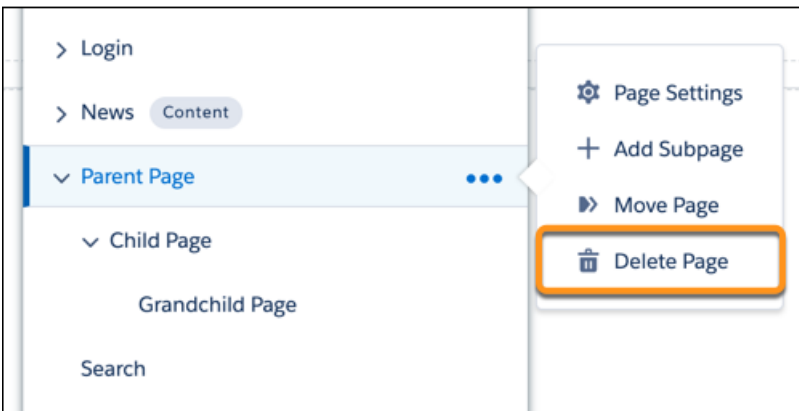 Login
News Content
Parent Page
Child Page
Grandchild Page
Search
Page Settings
Add Subpage
Move Page
Delete Page